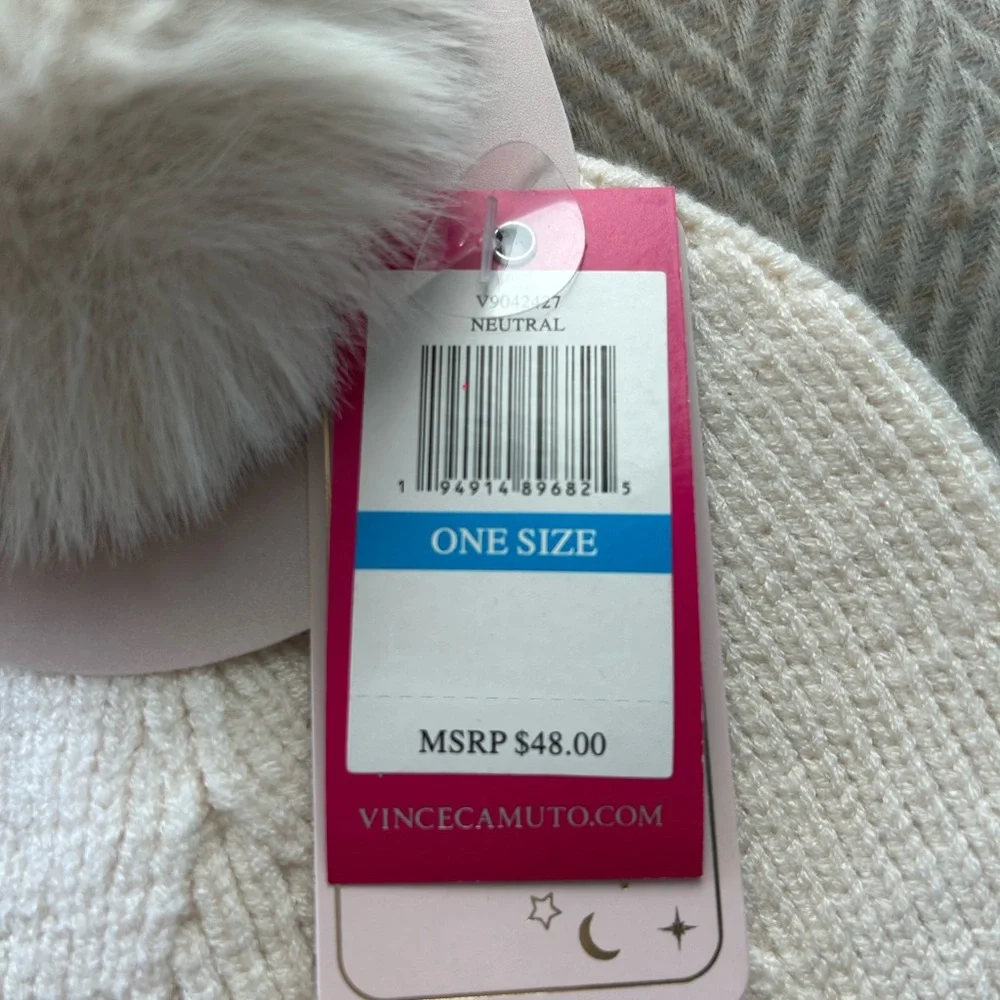 V9042427
NEUTRAL
1 94914 89682 5
ONE SIZE
MSRP $48.00
VINCECAMUTO.COM